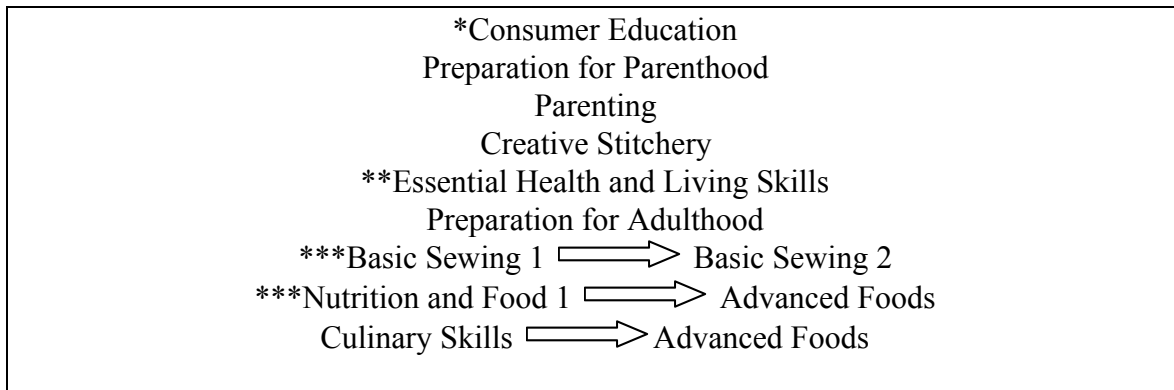 *Consumer Education
Preparation for Parenthood
Parenting
Creative Stitchery
**Essential Health and Living Skills
Preparation for Adulthood
***Basic Sewing 1 Basic Sewing 2
***Nutrition and Food 1 Advanced Foods
Culinary Skills Advanced Foods